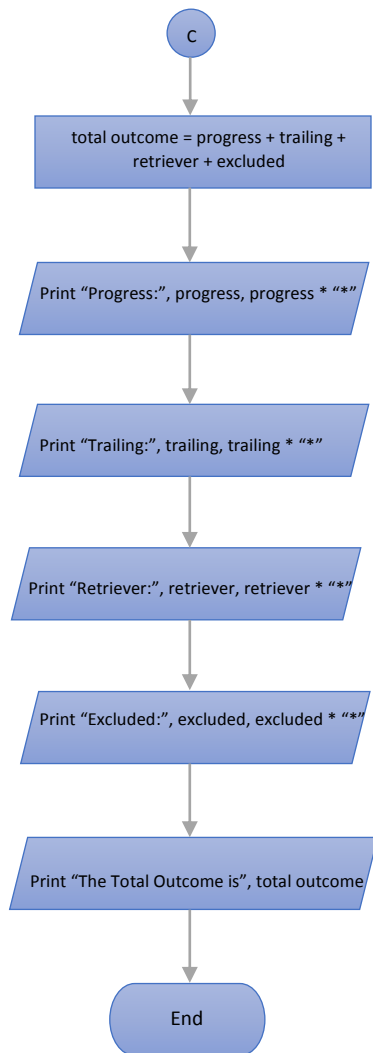 C
total outcome = progress + trailing +
retriever + excluded
Print “Progress:”, progress, progress * “*”
Print “Trailing:”, trailing, trailing * “*”
Print “Retriever:”, retriever, retriever * “*”
Print “Excluded:”, excluded, excluded * “*”
Print “The Total Outcome is”, total outcome
End